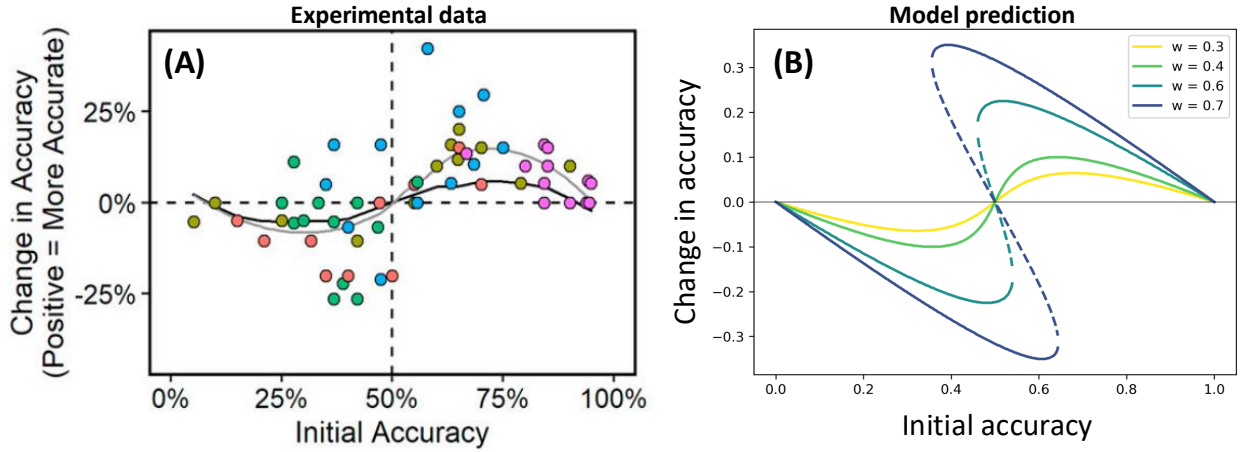 Experimental data
(A)
Change in Accuracy
(Positive = More Accurate)
25%
0%
-25%
0%
25%
50%
75%
100%
Initial Accuracy
Model prediction
(B)
w = 0.3
w = 0.4
w = 0.6
w = 0.7
Change in accuracy
0.3
0.2
0.1
0.0
−0.1
−0.2
−0.3
0.0
0.2
0.4
0.6
0.8
1.0
Initial accuracy